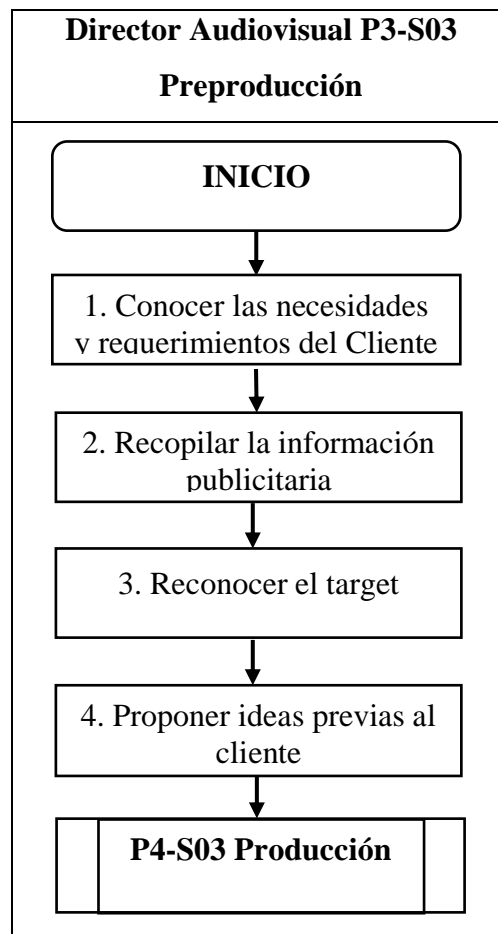 Director Audiovisual P3-S03
Preproducción
INICIO
1. Conocer las necesidades
y requerimientos del Cliente
2. Recopilar la información
publicitaria
3. Reconocer el target
4. Proponer ideas previas al
cliente
P4-S03 Producción